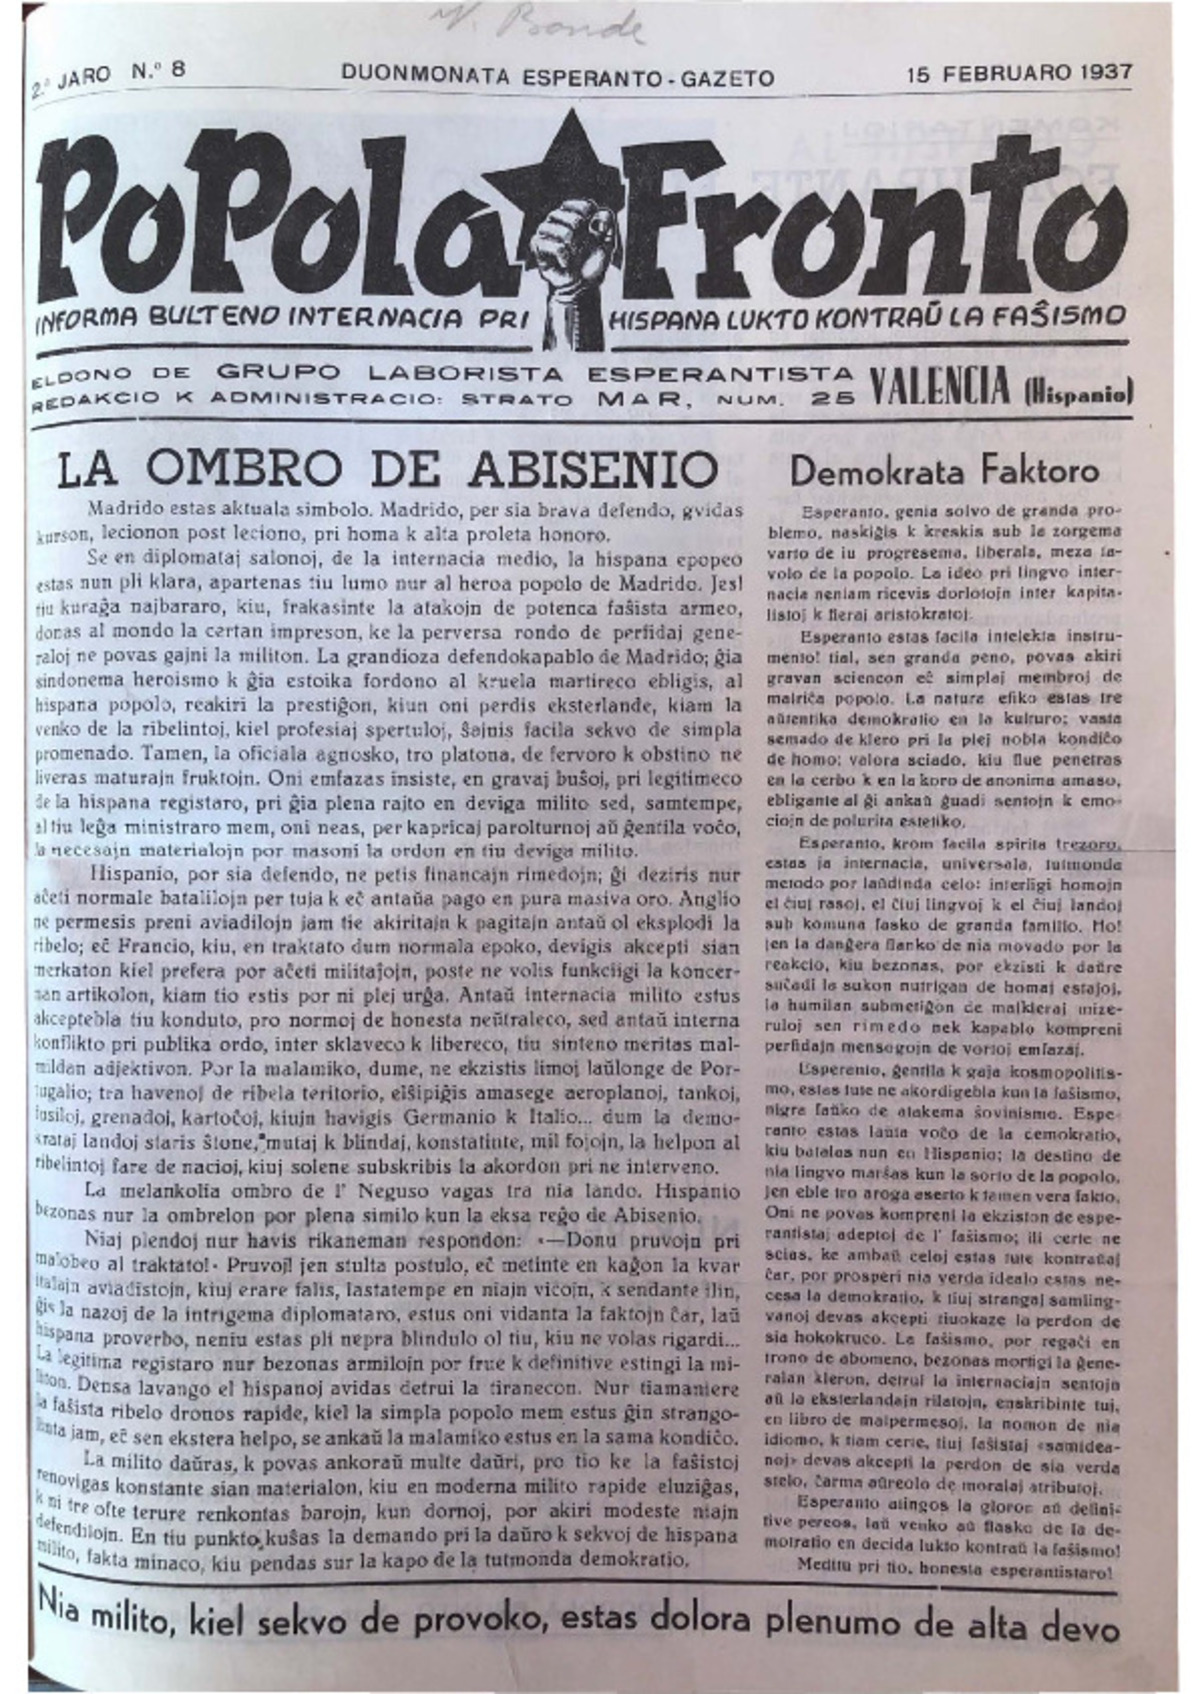 2.º JARO N.º 8
DUONMONATA ESPERANTO-GAZETO
15 FEBRUARO 1937
PoPola Fronto
INFORMA BULTENO INTERNACIA PRI HISPANA LUKTO KONTRAŬ LA FAŜISMO
ELDONO DE GRUPO LABORISTA ESPERANTISTA
REDAKCIO K ADMINISTRACIO: STRATO MAR, NUM. 25
VALENCIA (Hispanio)
LA OMBRO DE ABISENIO
Madrido estas aktuala simbolo. Madrido, per sia brava defendo, gvidas
kurson, lecionon post leciono, pri homa k alta proleta honoro.
Se en diplomataj salonoj, de la internacia medio, la hispana epopeo
estas nun pli klara, apartenas tiu lumo nur al heroa popolo de Madrido. Jes!
tiu kuraĝa najbararo, kiu, frakasinte la atakojn de potenca faŝista armeo,
donas al mondo la certan impreson, ke la perversa rondo de perfidaj gene-
raloj ne povas gajni la militon. La grandioza defendokapablo de Madrido; ĝia
sindonema heroismo k ĝia estoika fordono al kruela martireco ebligis, al
hispana popolo, reakiri la prestiĝon, kiun oni perdis eksterlande, kiam la
venko de la ribelintoj, kiel profesiaj spertuloj, ŝajnis facila sekvo de simpla
promenado. Tamen, la oficiala agnosko, tro platona, de fervoro k obstino ne
liveras maturajn fruktojn. Oni emfazas insiste, en gravaj buŝoj, pri legitimeco
de la hispana registaro, pri ĝia plena rajto en deviga milito sed, samtempe,
al tiu leĝa ministraro mem, oni neas, per kapricaj parolturnoj aŭ ĝentila voĉo,
la necesajn materialojn por masoni la ordon en tiu deviga milito.
Hispanio, por sia defendo, ne petis financajn rimedojn; ĝi deziris nur
aĉeti normale batalilojn per tuja k eĉ antaŭa pago en pura masiva oro. Anglio
ne permesis preni aviadilojn jam tie akiritajn k pagitajn antaŭ ol eksplodi la
ribelo; eĉ Francio, kiu, en traktato dum normala epoko, devigis akcepti sian
merkaton kiel prefera por aĉeti militaĵojn, poste ne volis funkciigi la koncer-
nan artikolon, kiam tio estis por ni plej urĝa. Antaŭ internacia milito estus
akceptebla tiu konduto, pro normoj de honesta neŭtraleco, sed antaŭ interna
konflikto pri publika ordo, inter sklaveco k libereco, tiu sinteno meritas mal-
mildan adjektivon. Por la malamiko, dume, ne ekzistis limoj laŭlonge de Por-
tugalio; tra havenoj de ribela teritorio, elŝipiĝis amasege aeroplanoj, tankoj,
fusiloj, grenadoj, kartoĉoj, kiujn havigis Germanio k Italio... dum la demo-
krataj landoj staris ŝtone, mutaj k blindaj, konstatinte, mil fojojn, la helpon al
ribelintoj fare de nacioj, kiuj solene subskribis la akordon pri ne interveno.
La melankolia ombro de l' Neguso vagas tra nia lando. Hispanio
bezonas nur la ombrelon por plena similo kun la eksa reĝo de Abisenio.
Niaj plendoj nur havis rikaneman respondon: «—Donu pruvojn pri
malobeo al traktato!» Pruvoj! jen stulta postulo, eĉ metinte en kaĝon la kvar
italajn aviadistojn, kiuj erare falis, lastatempe en niajn vicojn, k sendante ilin,
ĝis la nazoj de la intrigema diplomataro, estus oni vidanta la faktojn ĉar, laŭ
hispana proverbo, neniu estas pli nepra blindulo ol tiu, kiu ne volas rigardi...
La legitima registaro nur bezonas armilojn por frue k definitive estingi la mi-
liton. Densa lavango el hispanoj avidas detrui la tiranecon. Nur tiamaniere
la faŝista ribelo dronos rapide, kiel la simpla popolo mem estus ĝin strango-
linta jam, eĉ sen ekstera helpo, se ankaŭ la malamiko estus en la sama kondiĉo.
La milito daŭras, k povas ankoraŭ multe daŭri, pro tio ke la faŝistoj
renovigas konstante sian materialon, kiu en moderna milito rapide eluziĝas,
k ni tre ofte terure renkontas barojn, kun dornoj, por akiri modeste niajn
defendilojn. En tiu punkto kuŝas la demando pri la daŭro k sekvoj de hispana
milito, fakta minaco, kiu pendas sur la kapo de la tutmonda demokratio.
Demokrata Faktoro
Esperanto, genia solvo de granda pro-
blemo, naskiĝis k kreskis sub la zorgema
varto de iu progresema, liberala, meza ta-
volo de la popolo. La ideo pri lingvo inter-
nacia neniam ricevis dorlotojn inter kapita-
listoj k fieraj aristokratoj.
Esperanto estas facila intelekta instru-
mento! tial, sen granda peno, povas akiri
gravan sciencon eĉ simplaj membroj de
malriĉa popolo. La natura efiko estas tre
aŭtentika demokratio en la kulturo; vasta
semado de klero pri la plej nobla kondiĉo
de homo; valora sciado, kiu flue penetras
en la cerbo k en la koro de anonima amaso,
ebligante al ĝi ankaŭ ĝuadi sentojn k emo-
ciojn de polurita estetiko.
Esperanto, krom facila spirita trezoro,
estas ja internacia, universala, tutmonda
metodo por laŭdinda celo: interligi homojn
el ĉiuj rasoj, el ĉiuj lingvoj k el ĉiuj landoj
sub komuna fasko de granda familio. Ho!
jen la danĝera flanko de nia movado por la
reakcio, kiu bezonas, por ekzisti k daŭre
suĉadi la sukon nutrigan de homaj estaĵoj,
la humilan submetiĝon de malkleraj mize-
ruloj sen rimedo nek kapablo kompreni
perfidajn mensogojn de vortoj emfazaj.
Esperanto, ĝentila k gaja kosmopolitis-
mo, estas tute ne akordigebla kun la faŝismo,
nigra faŭko de atakema ŝovinismo. Espe-
ranto estas laŭta voĉo de la demokratio,
kiu batalas nun en Hispanio; la destino de
nia lingvo marŝas kun la sorto de la popolo.
Jen eble tro aroga aserto k tamen vera fakto.
Oni ne povas kompreni la ekziston de espe-
rantistaj adeptoj de l' faŝismo; ili certe ne
scias, ke ambaŭ celoj estas tute kontraŭaj
ĉar, por prosperi nia verda idealo estas ne-
cesa la demokratio, k tiuj strangaj samling-
vanoj devas akcepti tiuokaze la perdon de
sia hokokruco. La faŝismo, por regaĉi en
trono de abomeno, bezonas mortigi la ĝene-
ralan kleron, detrui la internaciajn sentojn
aŭ la eksterlandajn rilatojn, enskribinte tuj,
en libro de malpermesoj, la nomon de nia
idiomo, k tiam certe, tiuj faŝistaj «samidea-
noj» devas akcepti la perdon de sia verda
stelo, ĉarma aŭreolo de moralaj atributoj.
Esperanto atingos la gloron aŭ defini-
tive pereos, laŭ venko aŭ flasko de la de-
motratio en decida lukto kontraŭ la faŝismo!
Meditu pri tio, honesta esperantistaro!
Nia milito, kiel sekvo de provoko, estas dolora plenumo de alta devo